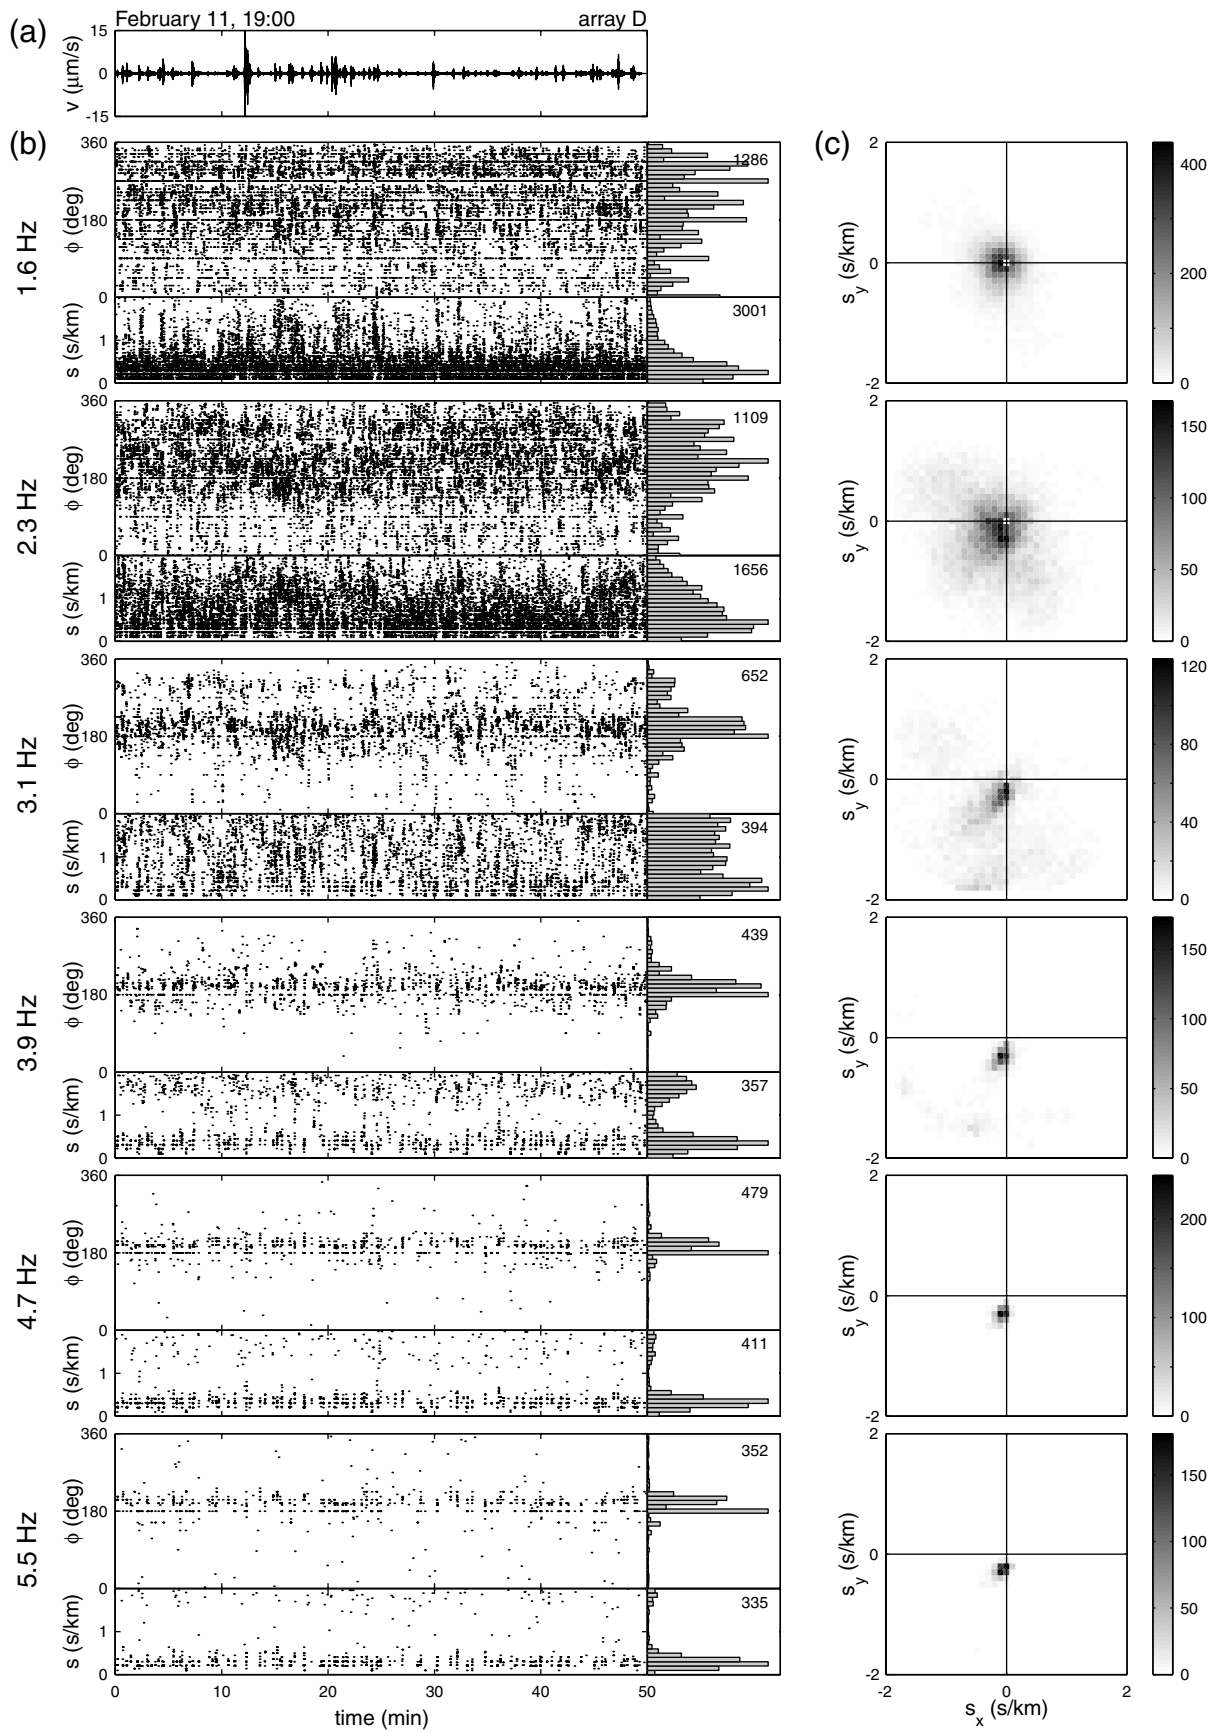 (a)
February 11, 19:00 array D
v (μm/s)
15
0
-15
(b)
1.6 Hz
ϕ (deg)
360
180
0
1286
s (s/km)
1
0
3001
(c)
s_y (s/km)
2
0
-2
400
200
0
2.3 Hz
ϕ (deg)
360
180
0
1109
s (s/km)
1
0
1656
s_y (s/km)
2
0
-2
150
100
50
0
3.1 Hz
ϕ (deg)
360
180
0
652
s (s/km)
1
0
394
s_y (s/km)
2
0
-2
120
80
40
0
3.9 Hz
ϕ (deg)
360
180
0
439
s (s/km)
1
0
357
s_y (s/km)
2
0
-2
150
100
50
0
4.7 Hz
ϕ (deg)
360
180
0
479
s (s/km)
1
0
411
s_y (s/km)
2
0
-2
200
100
0
5.5 Hz
ϕ (deg)
360
180
0
352
s (s/km)
1
0
335
s_y (s/km)
2
0
-2
150
100
50
0
0 10 20 30 40 50
time (min)
-2 0 2
s_x (s/km)